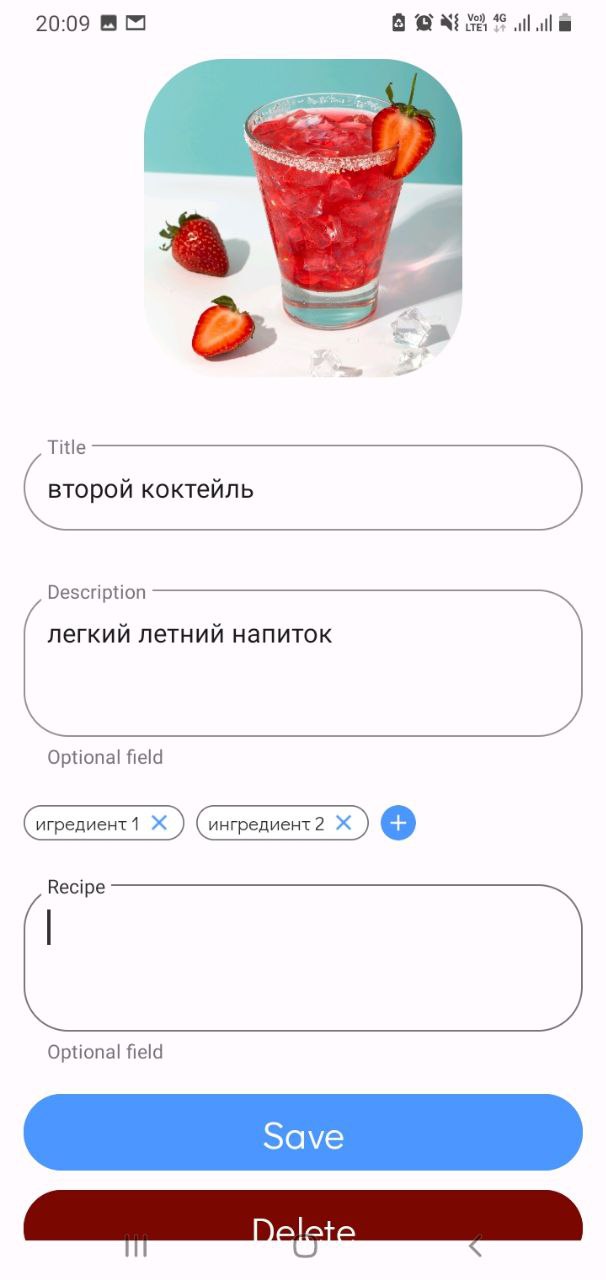 20:09
Vo)) 4G
LTE1
Title
второй коктейль
Description
легкий летний напиток
Optional field
игредиент 1
ингредиент 2
Recipe
Optional field
Save
Delete